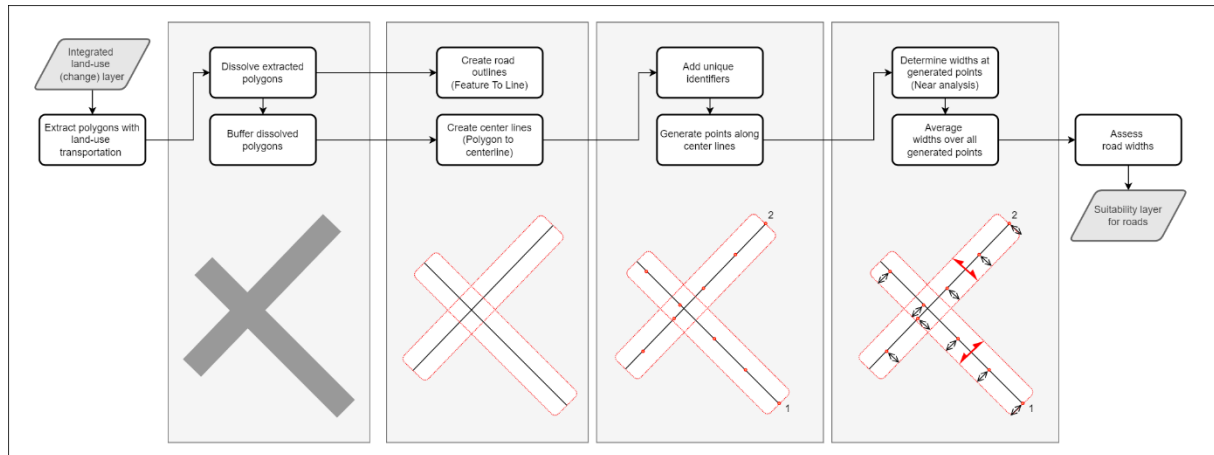 Integrated
land-use
(change) layer
Extract polygons with
land-use
transportation
Dissolve extracted
polygons
Buffer dissolved
polygons
Create road
outlines
(Feature To Line)
Create center lines
(Polygon to
centerline)
Add unique
identifiers
Generate points along
center lines
Determine widths at
generated points
(Near analysis)
Average
widths over all
generated points
Assess
road widths
Suitability layer
for roads
2
1
2
1